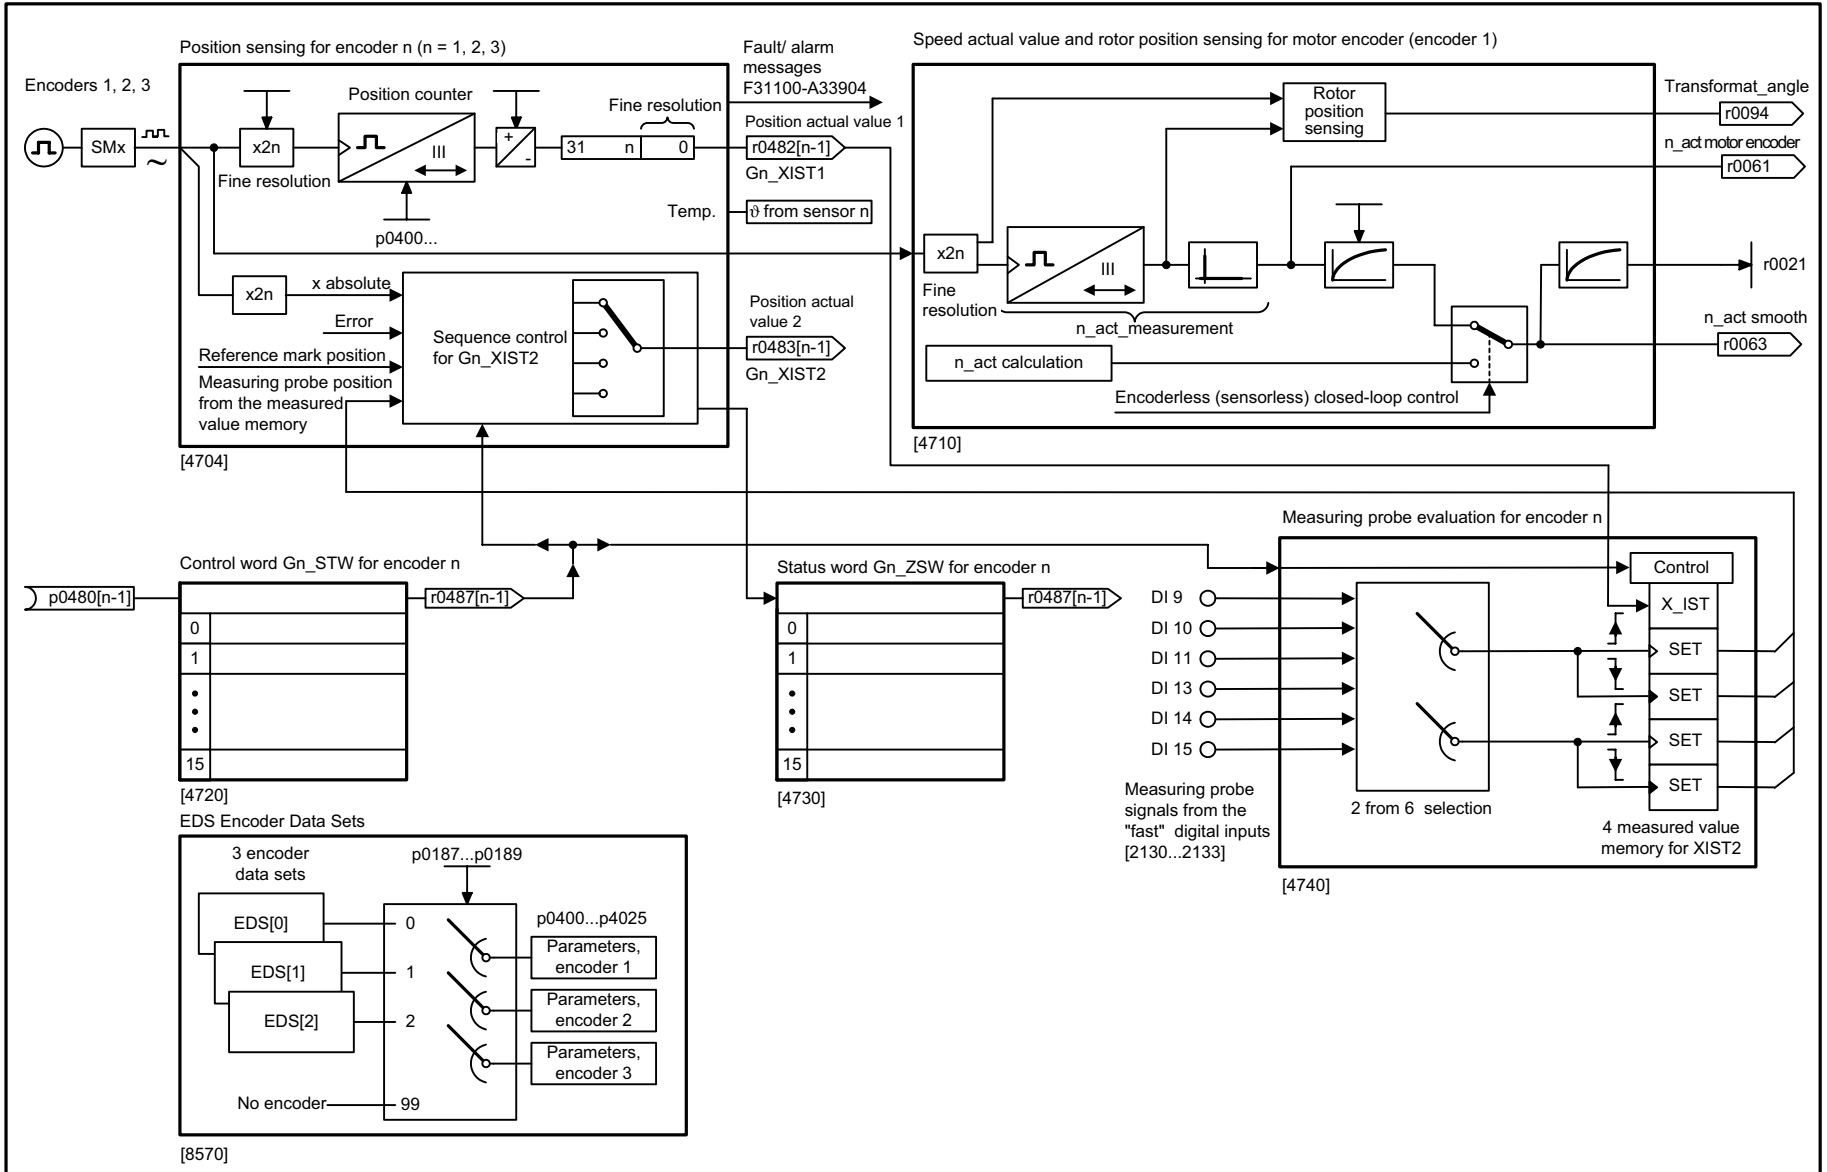 Position sensing for encoder n (n = 1, 2, 3)
Encoders 1, 2, 3
SMx
x2n
Fine resolution
Position counter
III
p0400...
+
-
Fine resolution
31 n 0
Fault/ alarm
messages
F31100-A33904
Position actual value 1
r0482[n-1]
Gn_XIST1
Temp.
ϑ from sensor n
x2n
x absolute
Error
Reference mark position
Measuring probe position
from the measured
value memory
Sequence control
for Gn_XIST2
Position actual
value 2
r0483[n-1]
Gn_XIST2
[4704]
Speed actual value and rotor position sensing for motor encoder (encoder 1)
Rotor
position
sensing
Transformat_angle
r0094
n_act motor encoder
r0061
x2n
Fine
resolution
III
n_act_measurement
n_act calculation
Encoderless (sensorless) closed-loop control
r0021
n_act smooth
r0063
[4710]
Control word Gn_STW for encoder n
p0480[n-1]
r0487[n-1]
0
1
15
[4720]
Status word Gn_ZSW for encoder n
r0487[n-1]
0
1
15
[4730]
Measuring probe evaluation for encoder n
DI 9
DI 10
DI 11
DI 13
DI 14
DI 15
Measuring probe
signals from the
"fast" digital inputs
[2130...2133]
2 from 6 selection
Control
X_IST
SET
SET
SET
SET
4 measured value
memory for XIST2
[4740]
EDS Encoder Data Sets
3 encoder
data sets
p0187...p0189
EDS[0]
0
EDS[1]
1
EDS[2]
2
No encoder
99
p0400...p4025
Parameters,
encoder 1
Parameters,
encoder 2
Parameters,
encoder 3
[8570]